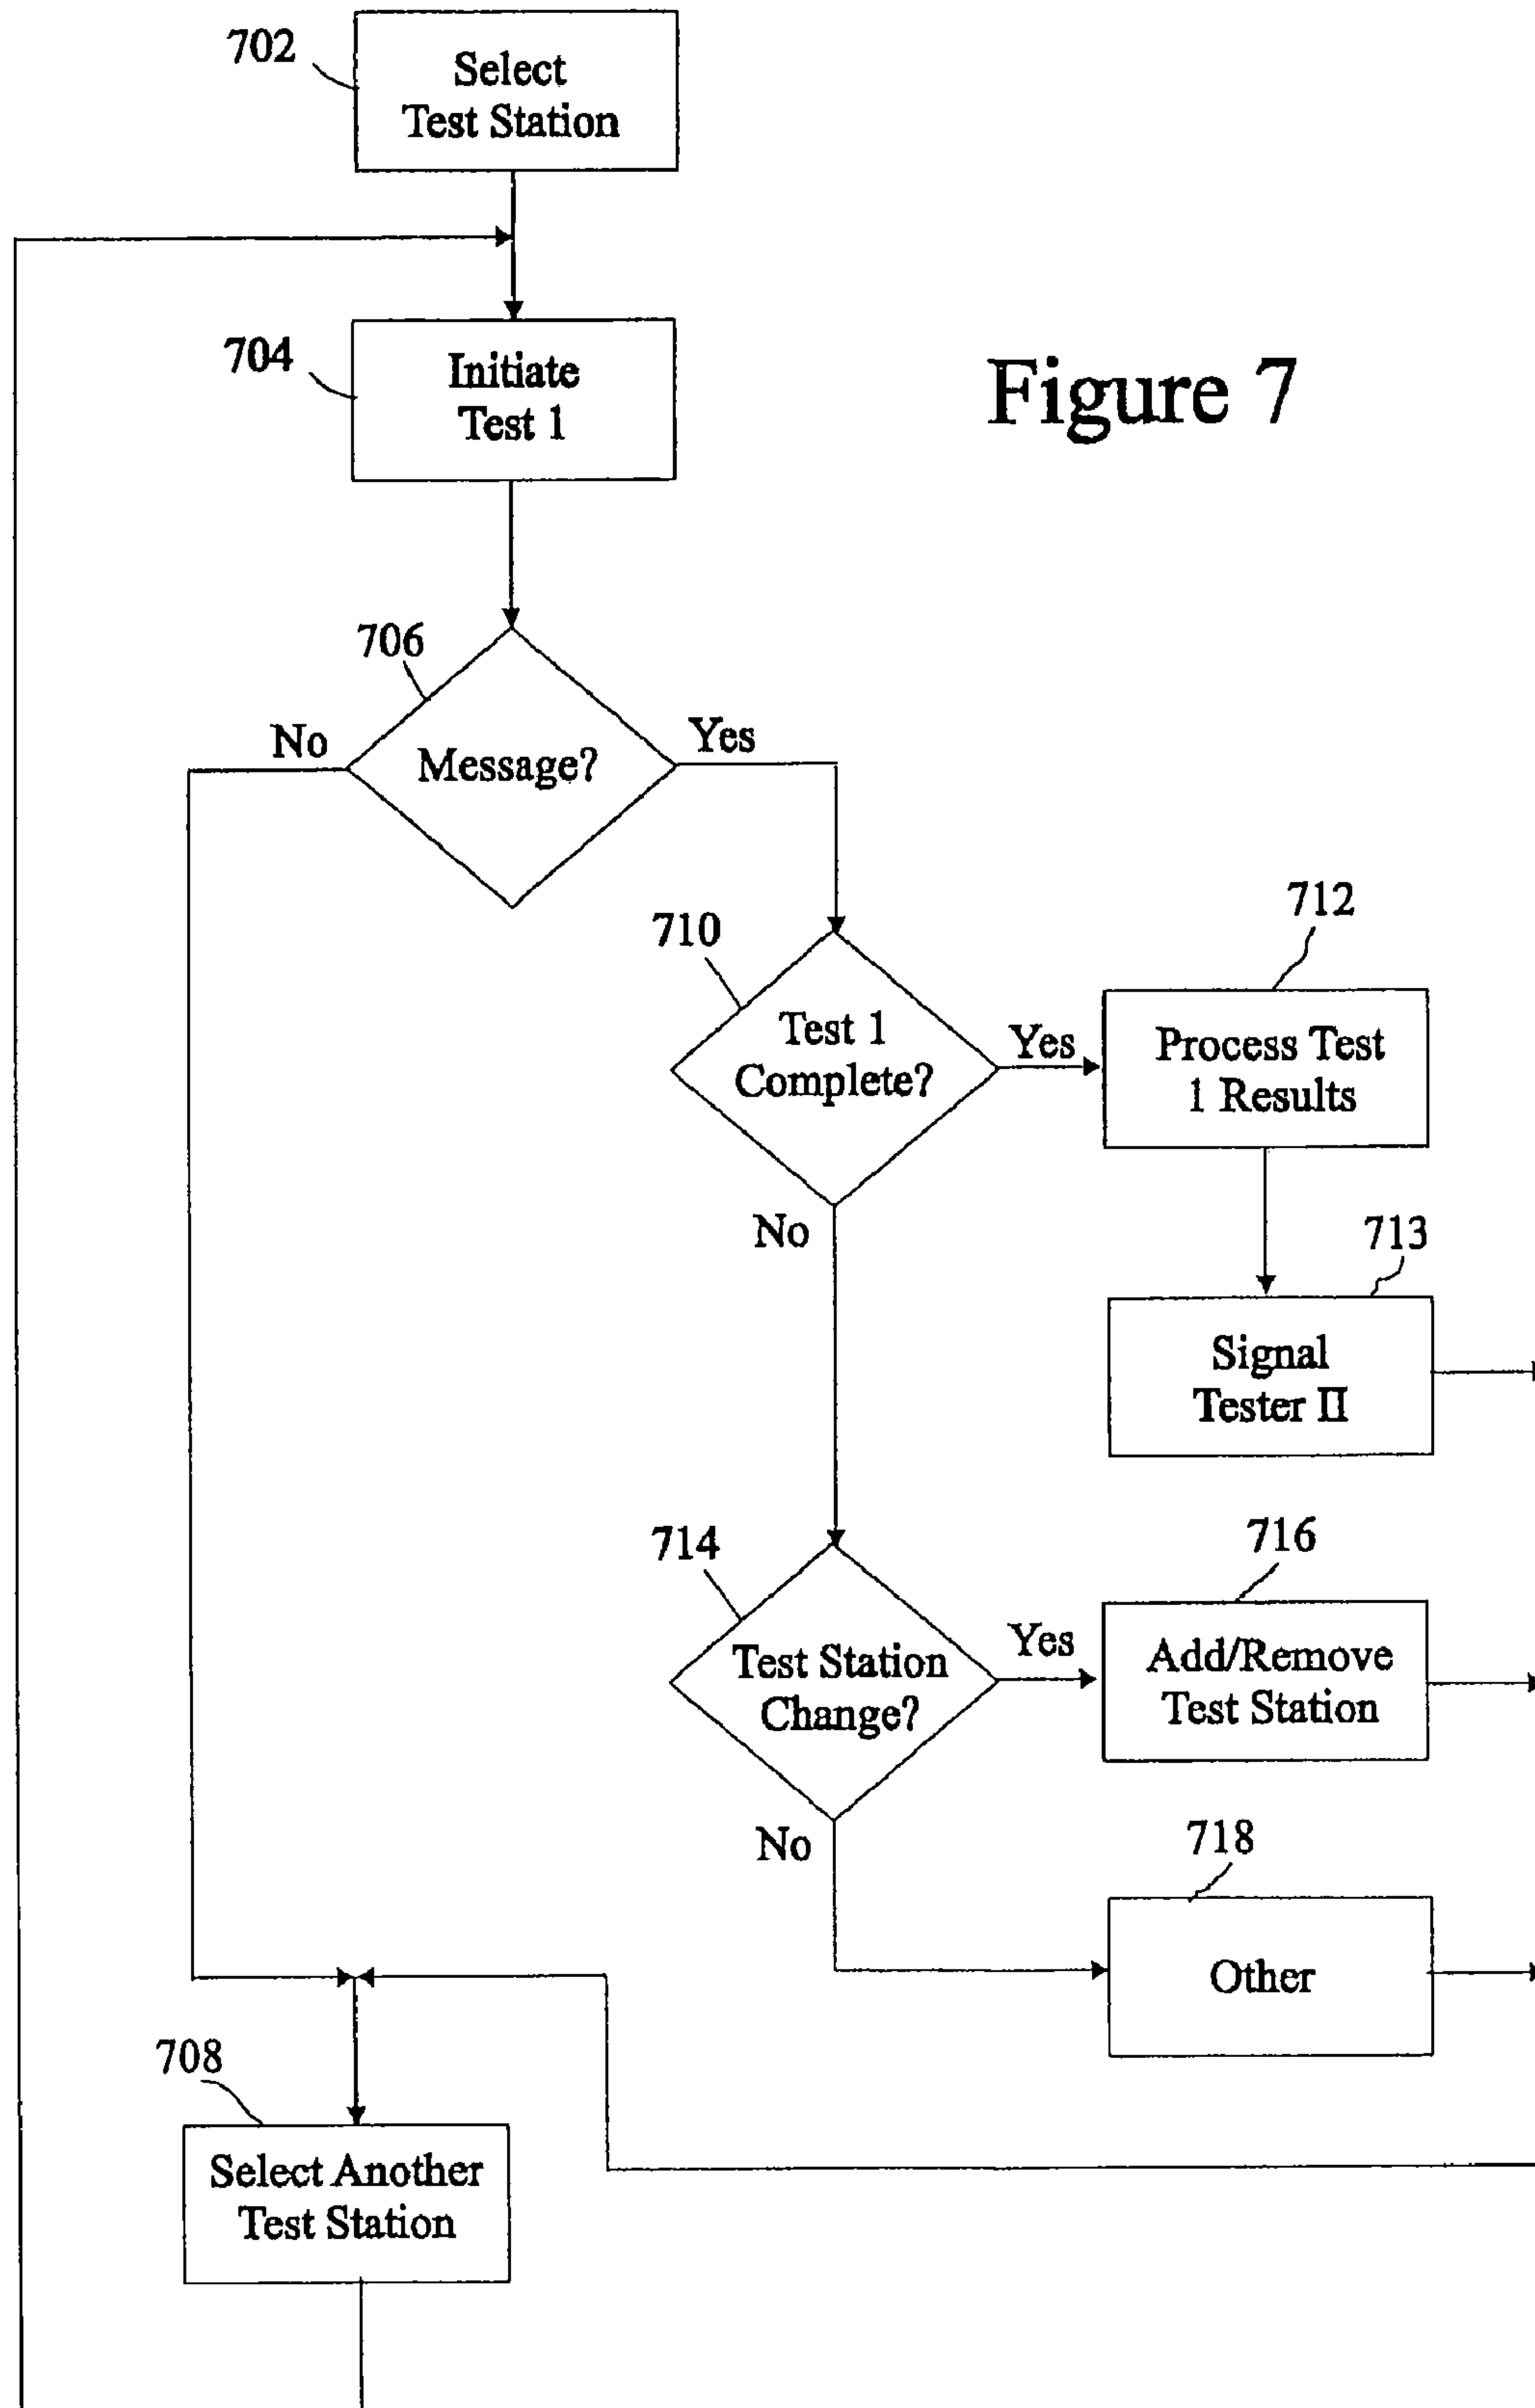 702
Select
Test Station
704
Initiate
Test 1
Figure 7
706
No
Message?
Yes
710
Test 1
Complete?
Yes
712
Process Test
1 Results
No
713
Signal
Tester II
714
Test Station
Change?
Yes
716
Add/Remove
Test Station
No
718
Other
708
Select Another
Test Station